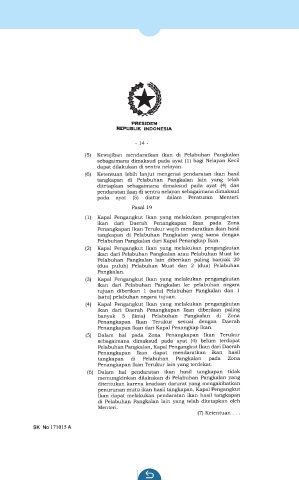 PRESIDEN
REPUBLIK INDONESIA
- 14 -
(5) Kewajiban mendaratkan ikan di Pelabuhan Pangkalan
sebagaimana dimaksud pada ayat (1) bagi Nelayan Kecil
dapat dilakukan di sentra nelayan.
(6) Ketentuan lebih lanjut mengenai pendaratan ikan hasil
tangkapan di Pelabuhan Pangkalan lain yang telah
ditetapkan sebagaimana dimaksud pada ayat (4) dan
pendaratan ikan di sentra nelayan sebagaimana dimaksud
pada ayat (5) diatur dalam Peraturan Menteri.
Pasal 19
(1) Kapal Pengangkut Ikan yang melakukan pengangkutan
ikan dari Daerah Penangkapan Ikan pada Zona
Penangkapan Ikan Terukur wajib mendaratkan ikan hasil
tangkapan di Pelabuhan Pangkalan yang sama dengan
Pelabuhan Pangkalan dari Kapal Penangkap Ikan.
(2) Kapal Pengangkut Ikan yang melakukan pengangkutan
ikan dari Pelabuhan Pangkalan atau Pelabuhan Muat ke
Pelabuhan Pangkalan lain diberikan paling banyak 20
(dua puluh) Pelabuhan Muat dan 2 (dua) Pelabuhan
Pangkalan.
(3) Kapal Pengangkut Ikan yang melakukan pengangkutan
ikan dari Pelabuhan Pangkalan ke pelabuhan negara
tujuan diberikan 1 (satu) Pelabuhan Pangkalan dan 1
(satu) pelabuhan negara tujuan.
(4) Kapal Pengangkut Ikan yang melakukan pengangkutan
ikan dari Daerah Penangkapan Ikan diberikan paling
banyak 5 (lima) Pelabuhan Pangkalan di Zona
Penangkapan Ikan Terukur sesuai dengan Daerah
Penangkapan Ikan dari Kapal Penangkap Ikan.
(5) Dalam hal pada Zona Penangkapan Ikan Terukur
sebagaimana dimaksud pada ayat (4) belum terdapat
Pelabuhan Pangkalan, Kapal Pengangkut Ikan dari Daerah
Penangkapan Ikan dapat mendaratkan ikan hasil
tangkapan di Pelabuhan Pangkalan pada Zona
Penangkapan Ikan Terukur lain yang terdekat.
(6) Dalam hal pendaratan ikan hasil tangkapan tidak
memungkinkan dilakukan di Pelabuhan Pangkalan yang
ditentukan karena keadaan darurat yang mengakibatkan
penurunan mutu ikan hasil tangkapan, Kapal Pengangkut
Ikan dapat melakukan pendaratan ikan hasil tangkapan
di Pelabuhan Pangkalan lain yang telah ditetapkan oleh
Menteri.
(7) Ketentuan . . .
SK No 171015 A